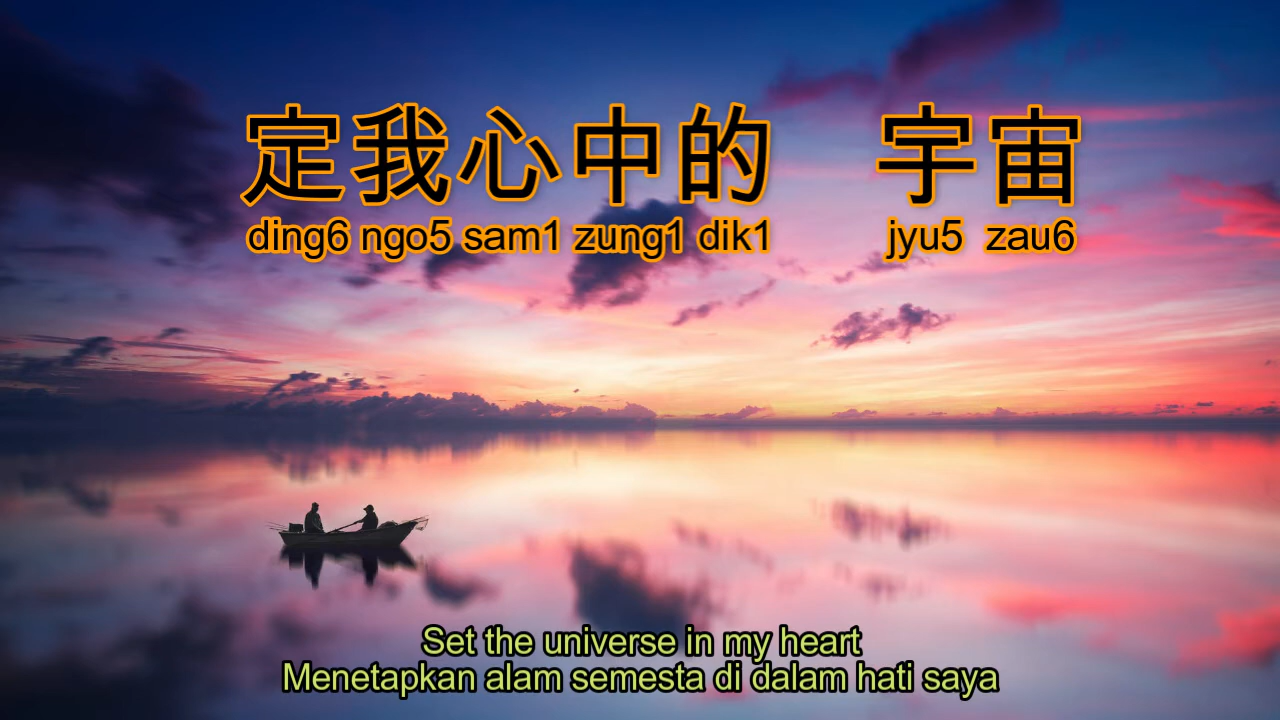 定我心中的 宇宙
ding6 ngo5 sam1 zung1 dik1 jyu5 zau6
Set the universe in my heart
Menetapkan alam semesta di dalam hati saya